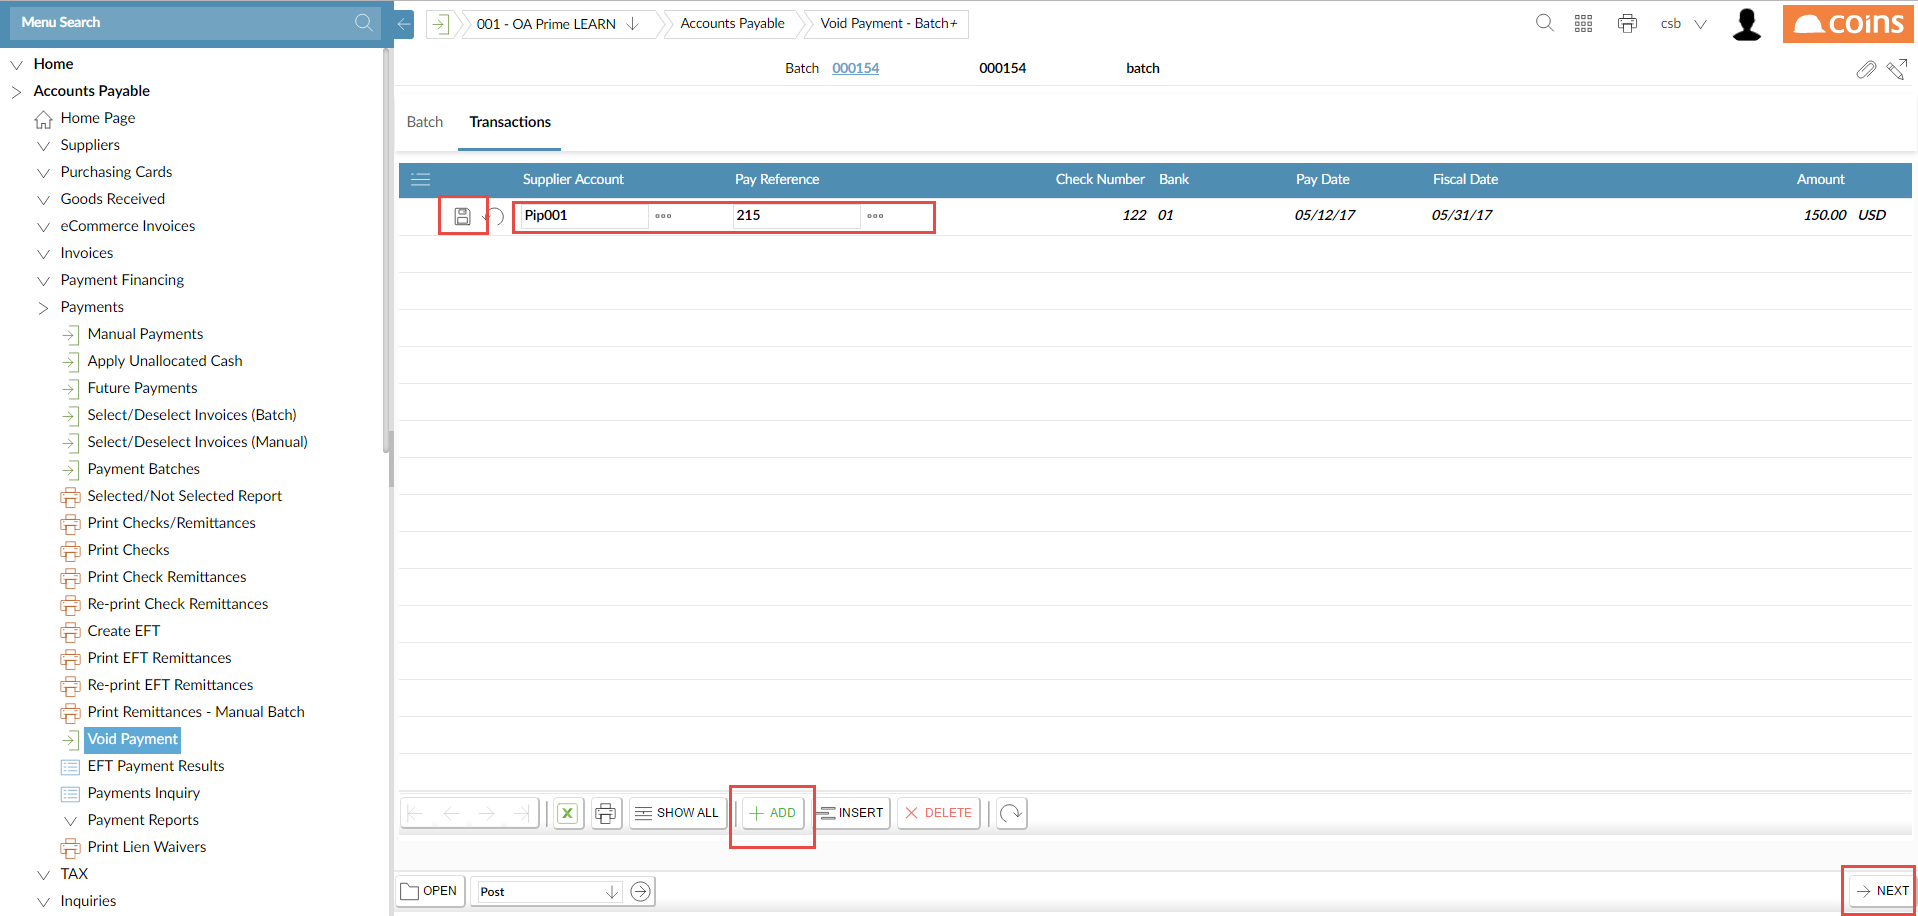 Menu Search
001 - OA Prime LEARN
Accounts Payable
Void Payment - Batch+
csb
coins
Batch 000154 000154 batch
Batch Transactions
Home
Accounts Payable
Home Page
Suppliers
Purchasing Cards
Goods Received
eCommerce Invoices
Invoices
Payment Financing
Payments
Manual Payments
Apply Unallocated Cash
Future Payments
Select/Deselect Invoices (Batch)
Select/Deselect Invoices (Manual)
Payment Batches
Selected/Not Selected Report
Print Checks/Remittances
Print Checks
Print Check Remittances
Re-print Check Remittances
Create EFT
Print EFT Remittances
Re-print EFT Remittances
Print Remittances - Manual Batch
Void Payment
EFT Payment Results
Payments Inquiry
Payment Reports
Print Lien Waivers
TAX
Inquiries
Supplier Account Pay Reference Check Number Bank Pay Date Fiscal Date Amount
Pip001 215 122 01 05/12/17 05/31/17 150.00 USD
SHOW ALL ADD INSERT DELETE
OPEN Post NEXT